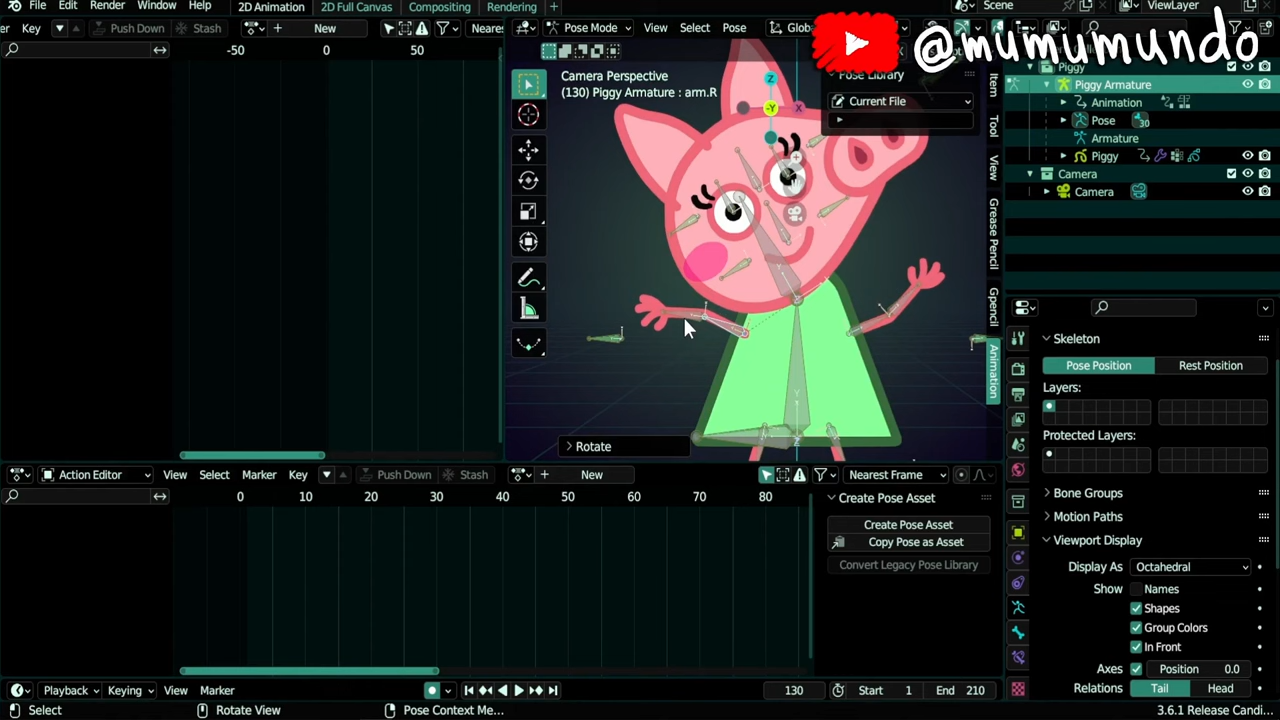 File Edit Render Window Help 2D Animation 2D Full Canvas Compositing Rendering + Scene ViewLayer
er Key Push Down Stash + New Neares
Pose Mode View Select Pose Global
@mumumundo
-50 0 50
Camera Perspective
(130) Piggy Armature : arm.R
Z
-Y X
Pose Library
Current File
Item
Tool
View
Grease Pencil
Gpencil
Animation
Piggy
Piggy Armature
Animation
Pose 30
Armature
Piggy
Camera
Camera
Rotate
Skeleton
Pose Position Rest Position
Layers:
Protected Layers:
Bone Groups
Motion Paths
Viewport Display
Display As Octahedral
Show Names
Shapes
Group Colors
In Front
Axes Position 0.0
Relations Tail Head
Action Editor View Select Marker Key Push Down Stash + New Nearest Frame
0 10 20 30 40 50 60 70 80
Create Pose Asset
Create Pose Asset
Copy Pose as Asset
Convert Legacy Pose Library
Playback Keying View Marker 130 Start 1 End 210
Select Rotate View Pose Context Me... 3.6.1 Release Candi...